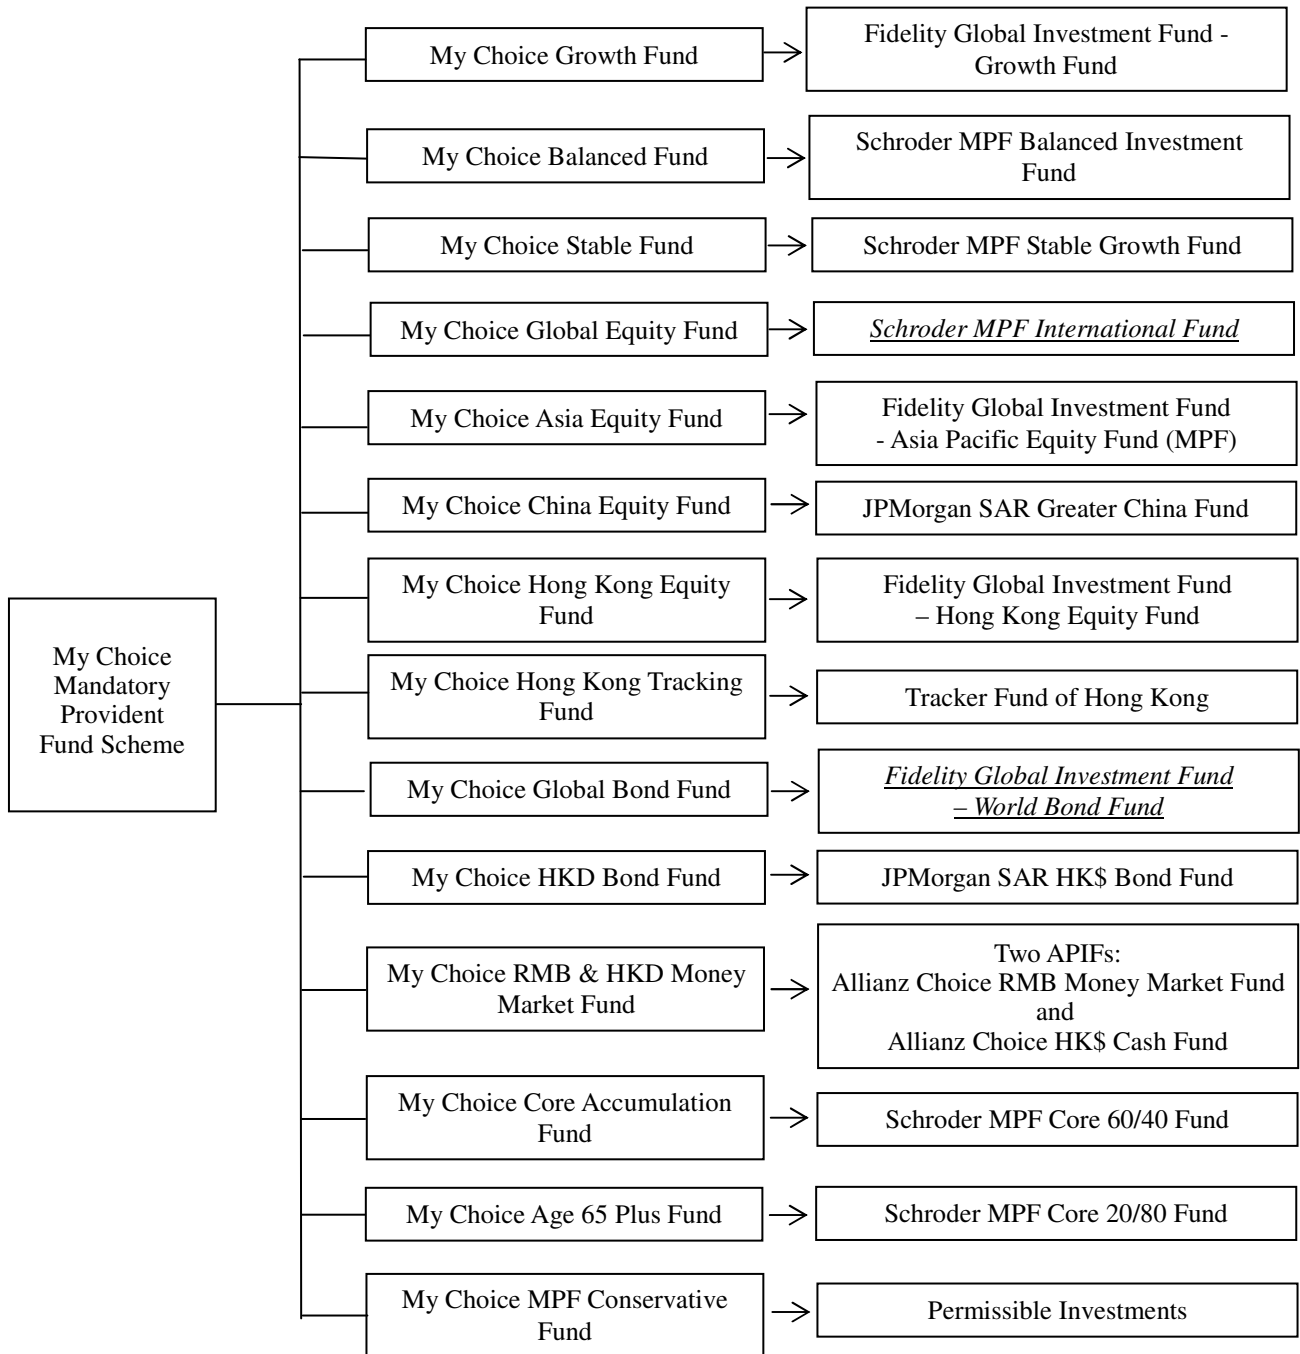 My Choice Growth Fund
Fidelity Global Investment Fund -
Growth Fund
My Choice Balanced Fund
Schroder MPF Balanced Investment
Fund
My Choice Stable Fund
Schroder MPF Stable Growth Fund
My Choice Global Equity Fund
Schroder MPF International Fund
My Choice Asia Equity Fund
Fidelity Global Investment Fund
- Asia Pacific Equity Fund (MPF)
My Choice China Equity Fund
JPMorgan SAR Greater China Fund
My Choice Hong Kong Equity
Fund
Fidelity Global Investment Fund
– Hong Kong Equity Fund
My Choice
Mandatory
Provident
Fund Scheme
My Choice Hong Kong Tracking
Fund
Tracker Fund of Hong Kong
My Choice Global Bond Fund
Fidelity Global Investment Fund
– World Bond Fund
My Choice HKD Bond Fund
JPMorgan SAR HK$ Bond Fund
My Choice RMB & HKD Money
Market Fund
Two APIFs:
Allianz Choice RMB Money Market Fund
and
Allianz Choice HK$ Cash Fund
My Choice Core Accumulation
Fund
Schroder MPF Core 60/40 Fund
My Choice Age 65 Plus Fund
Schroder MPF Core 20/80 Fund
My Choice MPF Conservative
Fund
Permissible Investments